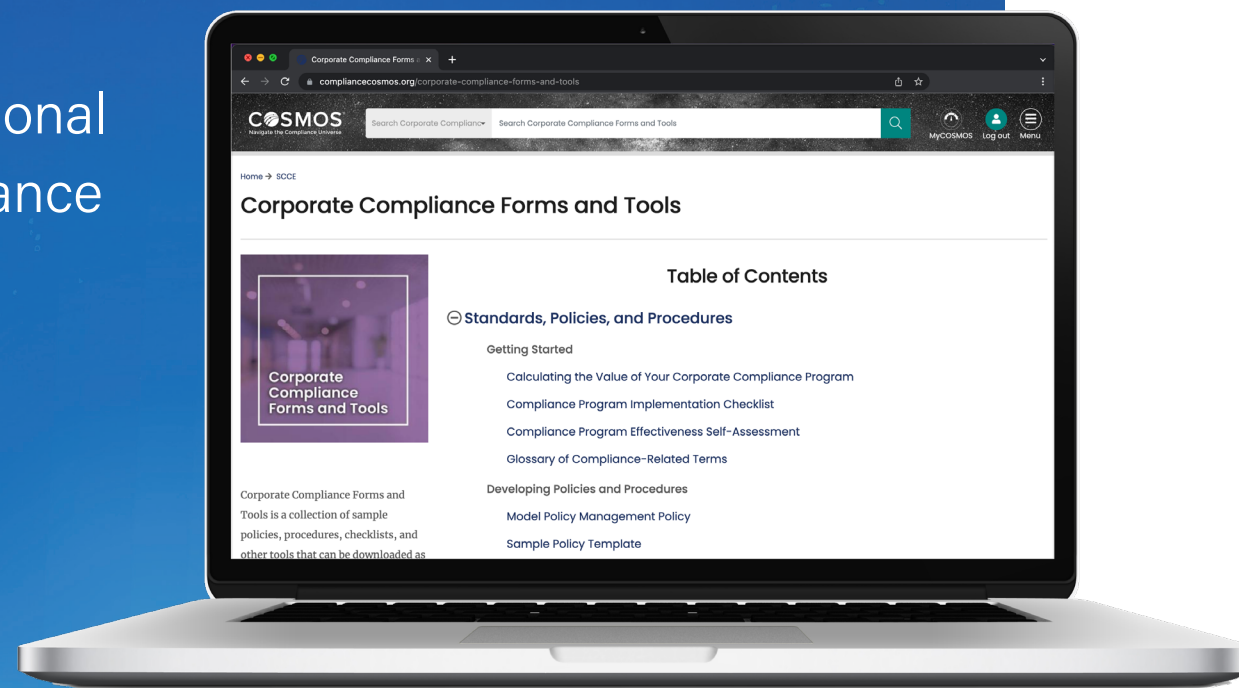 onal
ance
Corporate Compliance Forms a
compliancecosmos.org/corporate-compliance-forms-and-tools
COSMOS
Navigate the Compliance Universe
Search Corporate Complianc
Search Corporate Compliance Forms and Tools
MyCOSMOS
Log out
Menu
Home → SCCE
Corporate Compliance Forms and Tools
Corporate
Compliance
Forms and Tools
Corporate Compliance Forms and
Tools is a collection of sample
policies, procedures, checklists, and
other tools that can be downloaded as
Table of Contents
Standards, Policies, and Procedures
Getting Started
Calculating the Value of Your Corporate Compliance Program
Compliance Program Implementation Checklist
Compliance Program Effectiveness Self-Assessment
Glossary of Compliance-Related Terms
Developing Policies and Procedures
Model Policy Management Policy
Sample Policy Template